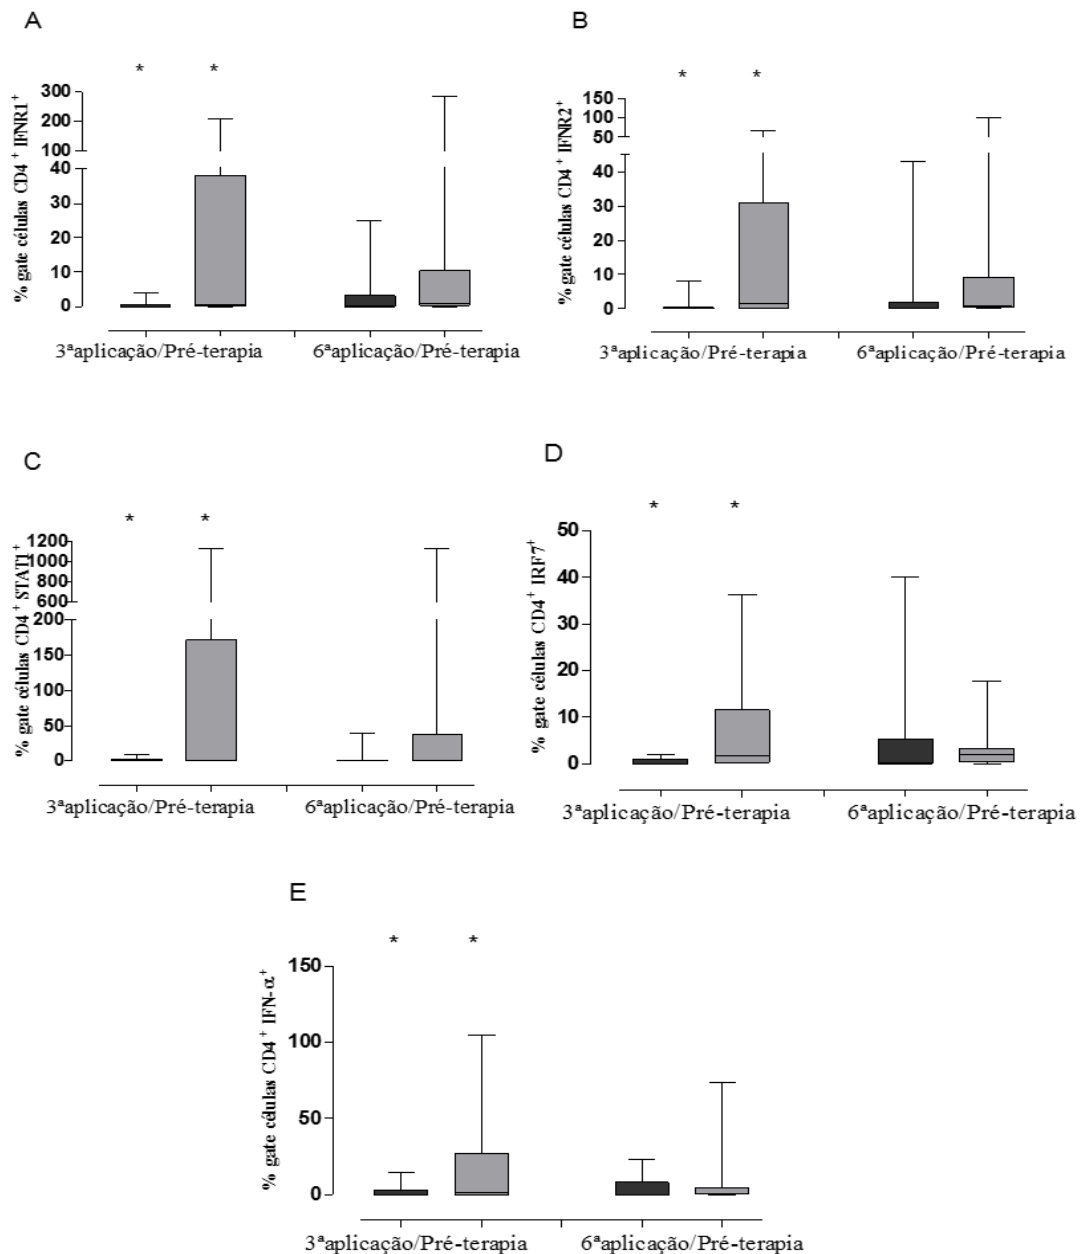 A
% gate células CD4 + IFNR1+
* *
300
200
100
40
30
20
10
0
3ªaplicação/Pré-terapia 6ªaplicação/Pré-terapia
B
% gate células CD4 + IFNR2+
* *
150
100
50
40
30
20
10
0
3ªaplicação/Pré-terapia 6ªaplicação/Pré-terapia
C
% gate células CD4+ STAT1+
* *
1200
1000
800
600
200
150
100
50
0
3ªaplicação/Pré-terapia 6ªaplicação/Pré-terapia
D
% gate células CD4+ IRF7+
* *
50
40
30
20
10
0
3ªaplicação/Pré-terapia 6ªaplicação/Pré-terapia
E
% gate células CD4 + IFN-α+
* *
150
100
50
0
3ªaplicação/Pré-terapia 6ªaplicação/Pré-terapia